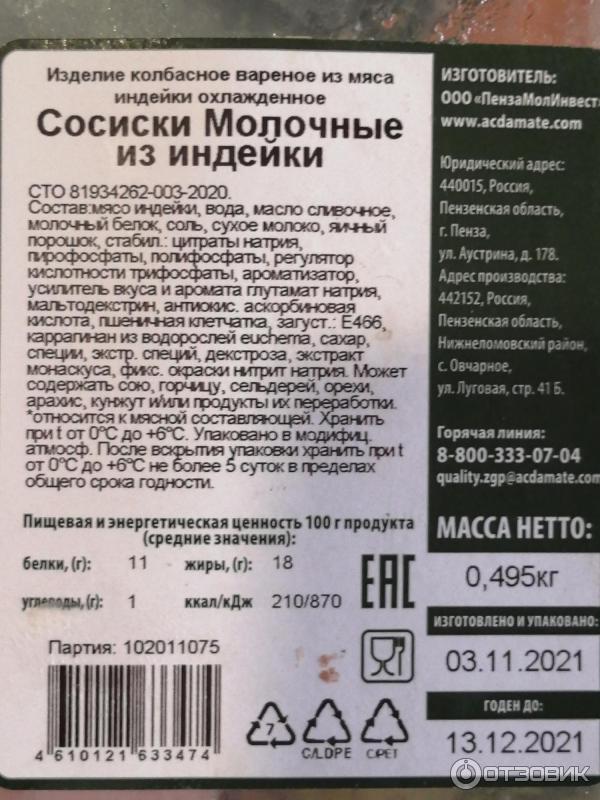 Изделие колбасное вареное из мяса
индейки охлажденное
Сосиски Молочные
из индейки
СТО 81934262-003-2020.
Состав:мясо индейки, вода, масло сливочное,
молочный белок, соль, сухое молоко, яичный
порошок, стабил.: цитраты натрия,
пирофосфаты, полифосфаты, регулятор
кислотности трифосфаты, ароматизатор,
усилитель вкуса и аромата глутамат натрия,
мальтодекстрин, антиокис. аскорбиновая
кислота, пшеничная клетчатка, загуст.: Е466,
каррагинан из водорослей euchema, сахар,
специи, экстр. специй, декстроза, экстракт
монаскуса, фикс. окраски нитрит натрия. Может
содержать сою, горчицу, сельдерей, орехи,
арахис, кунжут и/или продукты их переработки.
*относится к мясной составляющей. Хранить
при t от 0°С до +6°С. Упаковано в модифиц.
атмосф. После вскрытия упаковки хранить при t
от 0°С до +6°С не более 5 суток в пределах
общего срока годности.
Пищевая и энергетическая ценность 100 г продукта
(средние значения):
белки, (г): 11 жиры, (г): 18
углеводы, (г): 1 ккал/кДж 210/870
EAC
Партия: 102011075
4 610121 633474
7
C/LDPE
C/PET
ИЗГОТОВИТЕЛЬ:
ООО «ПензаМолИнвест
www.acdamate.com
Юридический адрес:
440015, Россия,
Пензенская область,
г. Пенза,
ул. Аустрина, д. 178.
Адрес производства:
442152, Россия,
Пензенская область,
Нижнеломовский район,
с. Овчарное,
ул. Луговая, стр. 41 Б.
Горячая линия:
8-800-333-07-04
quality.zgp@acdamate.com
МАССА НЕТТО:
0,495кг
ИЗГОТОВЛЕНО И УПАКОВАНО:
03.11.2021
ГОДЕН ДО:
13.12.2021
ОТЗОВИК